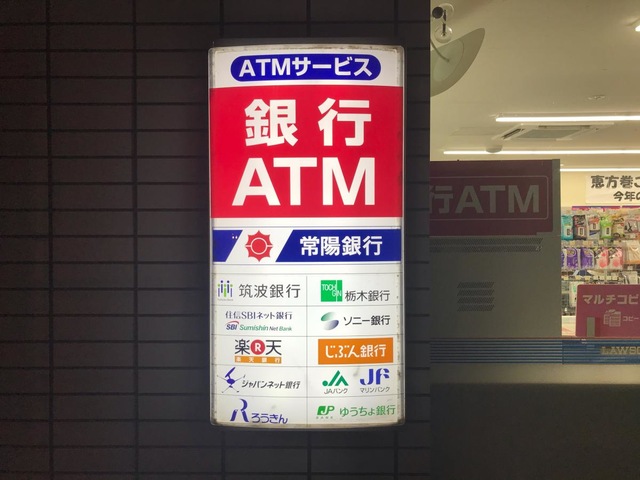 ATMサービス
銀行
ATM
常陽銀行
筑波銀行
TOCHIGIN 栃木銀行
住信SBIネット銀行
SBI Sumishin Net Bank
ソニー銀行
楽天
楽天銀行
じぶん銀行
ジャパンネット銀行
JAバンク
JF
マリンバンク
ろうきん
JP BANK ゆうちょ銀行
行ATM
恵方巻ご
今年の
マルチコピ
コピー
LAWSO